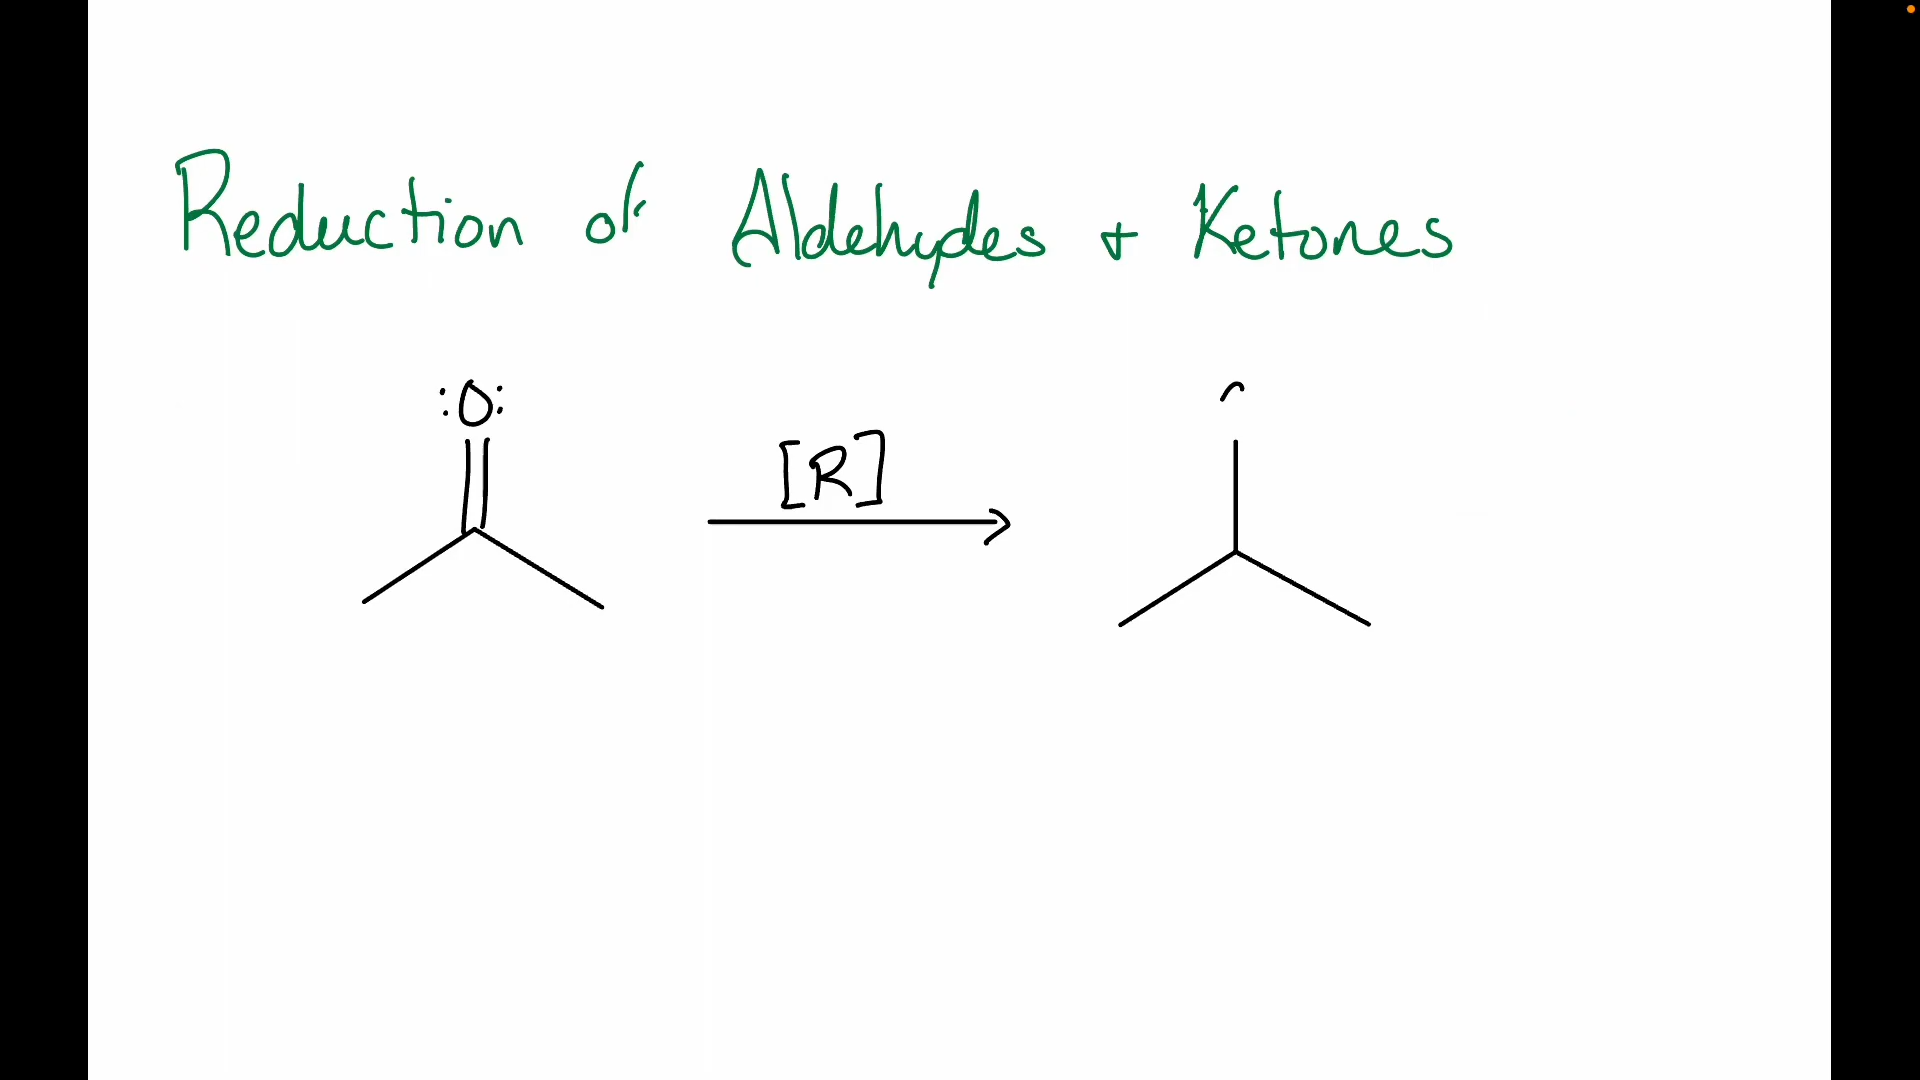 Reduction of Aldehydes + Ketones
:O:
[R]